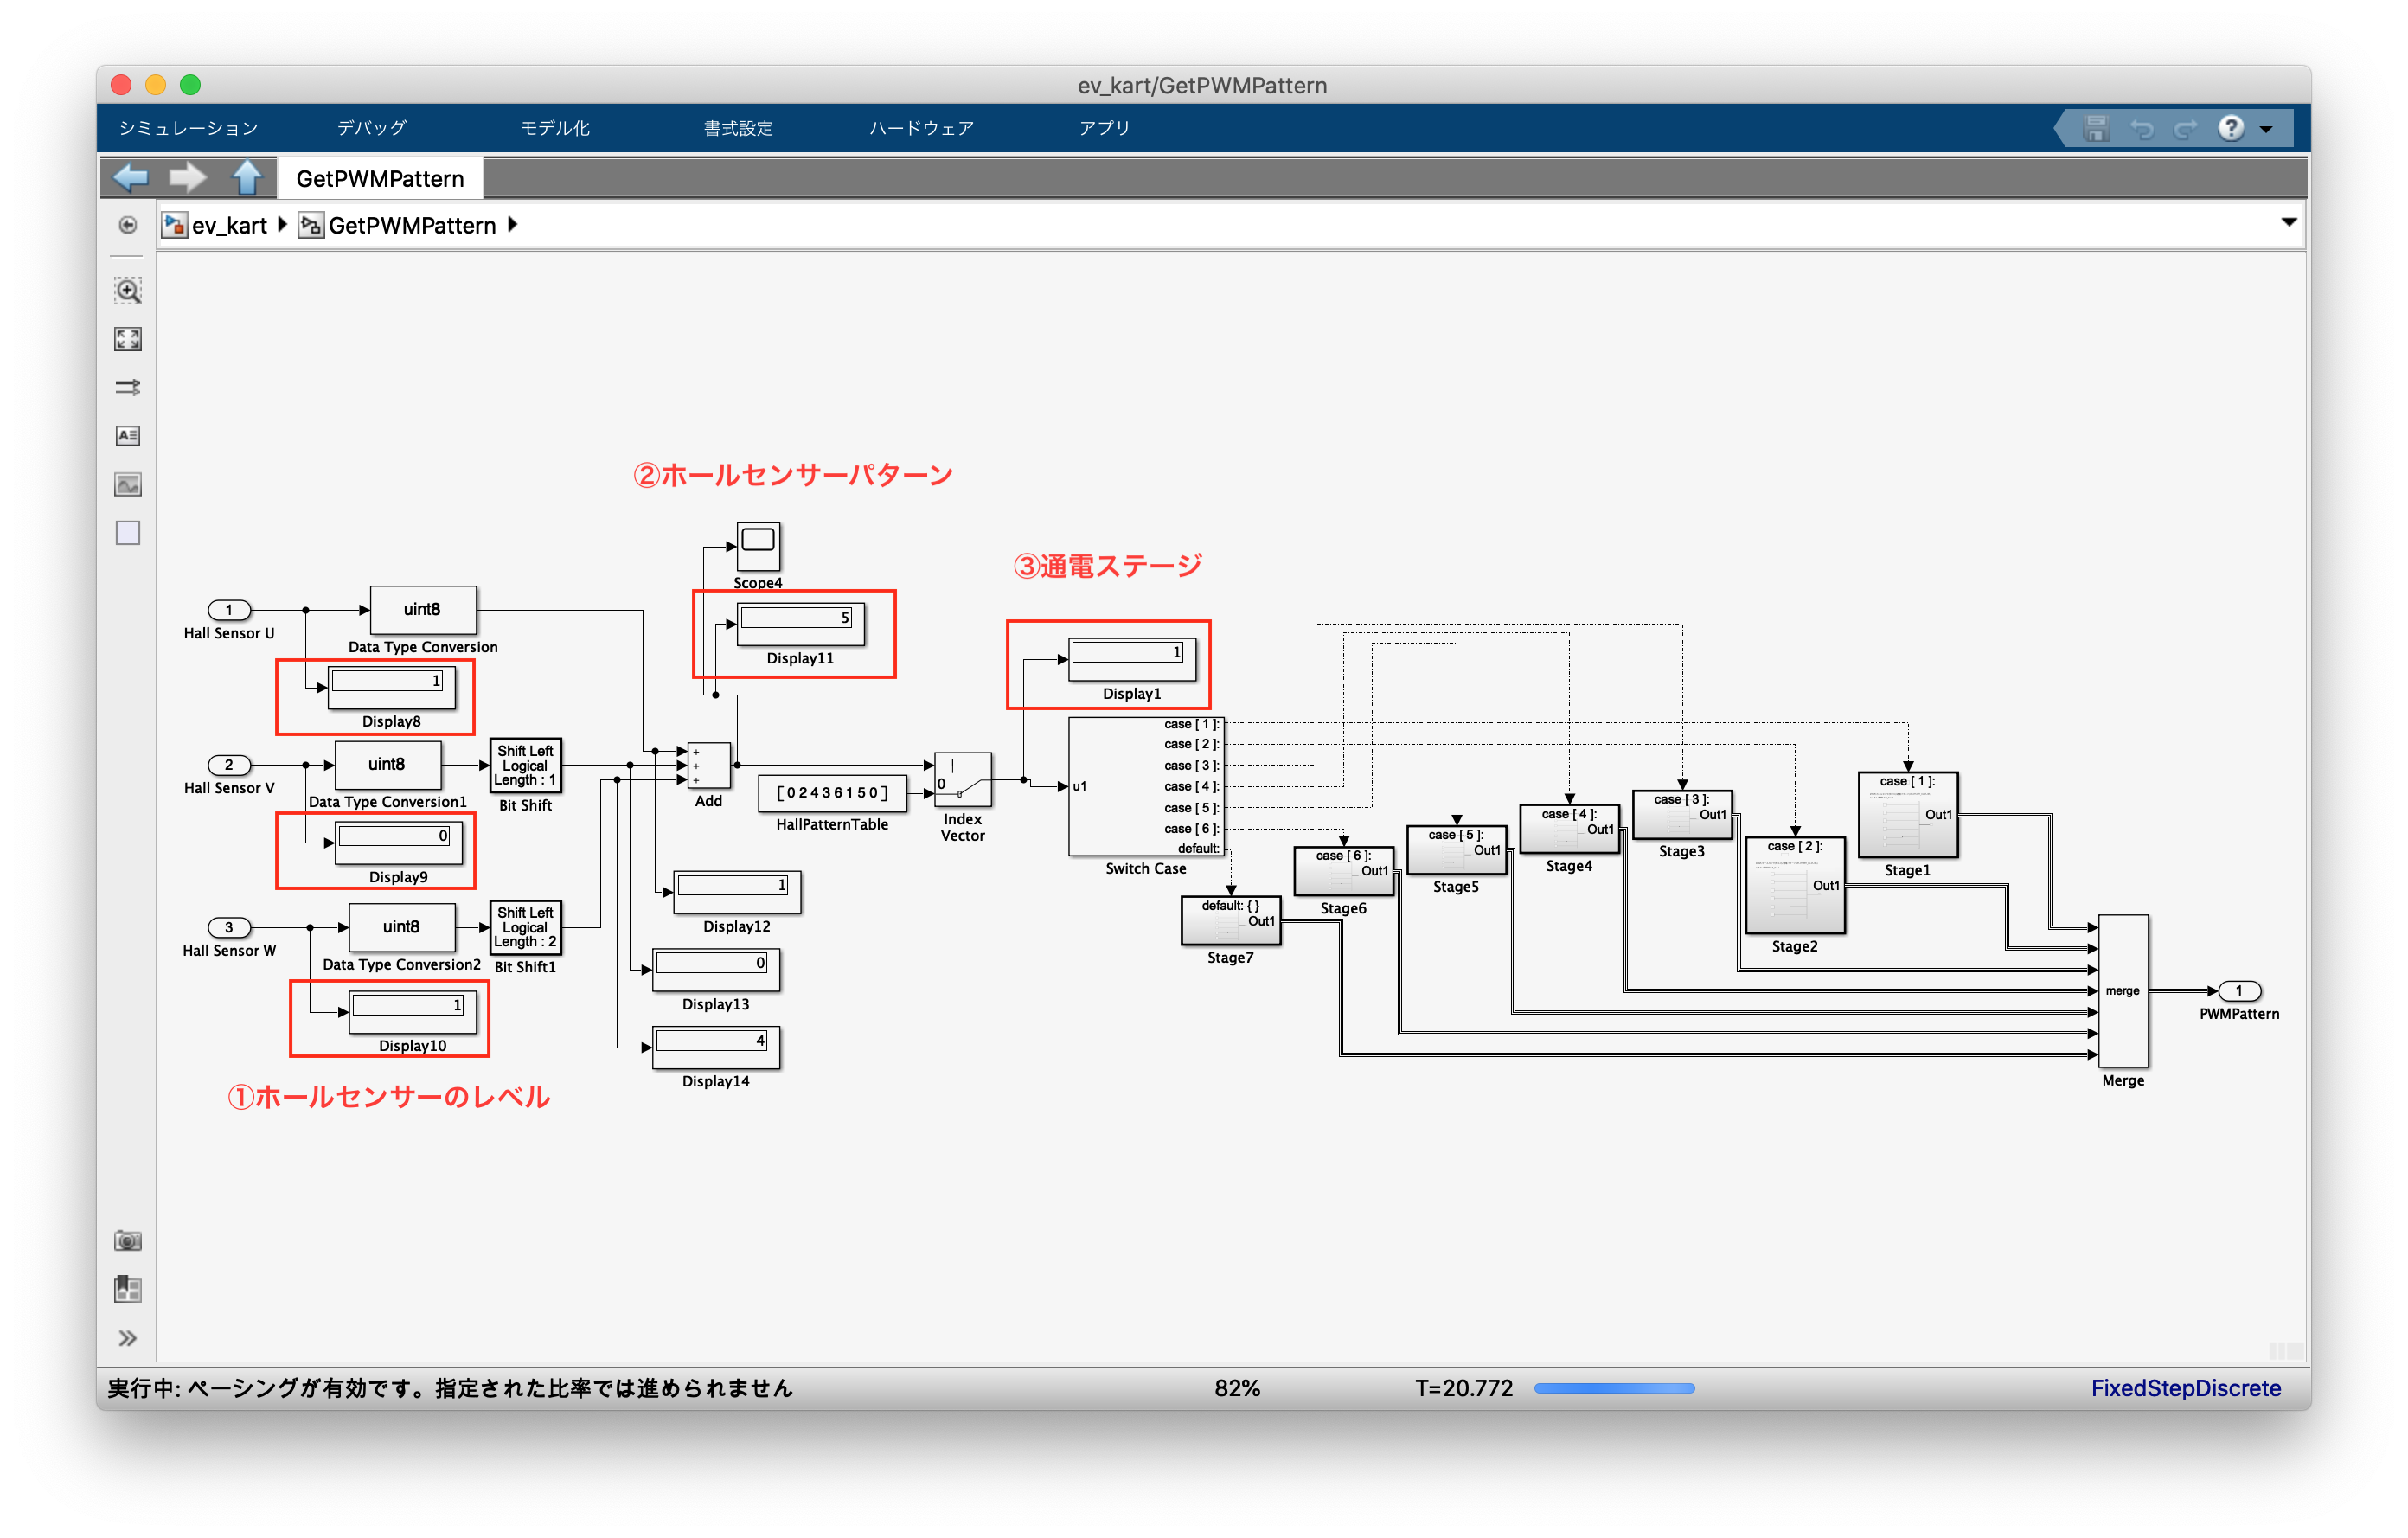 ev_kart/GetPWMPattern
シミュレーション デバッグ モデル化 書式設定 ハードウェア アプリ
GetPWMPattern
ev_kart GetPWMPattern
②ホールセンサーパターン
③通電ステージ
Scope4
5
Display11
1
Display1
1
Hall Sensor U
uint8
Data Type Conversion
1
Display8
2
Hall Sensor V
uint8
Data Type Conversion1
Shift Left
Logical
Length : 1
Bit Shift
0
Display9
3
Hall Sensor W
uint8
Data Type Conversion2
Shift Left
Logical
Length : 2
Bit Shift1
1
Display10
①ホールセンサーのレベル
+
+
+
Add
[ 0 2 4 3 6 1 5 0 ]
HallPatternTable
0
Index
Vector
1
Display12
0
Display13
4
Display14
u1
case [ 1 ]:
case [ 2 ]:
case [ 3 ]:
case [ 4 ]:
case [ 5 ]:
case [ 6 ]:
default:
Switch Case
default: { }
Out1
Stage7
case [ 6 ]:
Out1
Stage6
case [ 5 ]:
Out1
Stage5
case [ 4 ]:
Out1
Stage4
case [ 3 ]:
Out1
Stage3
case [ 2 ]:
Out1
Stage2
case [ 1 ]:
Out1
Stage1
merge
Merge
1
PWMPattern
実行中: ペーシングが有効です。指定された比率では進められません 82% T=20.772 FixedStepDiscrete